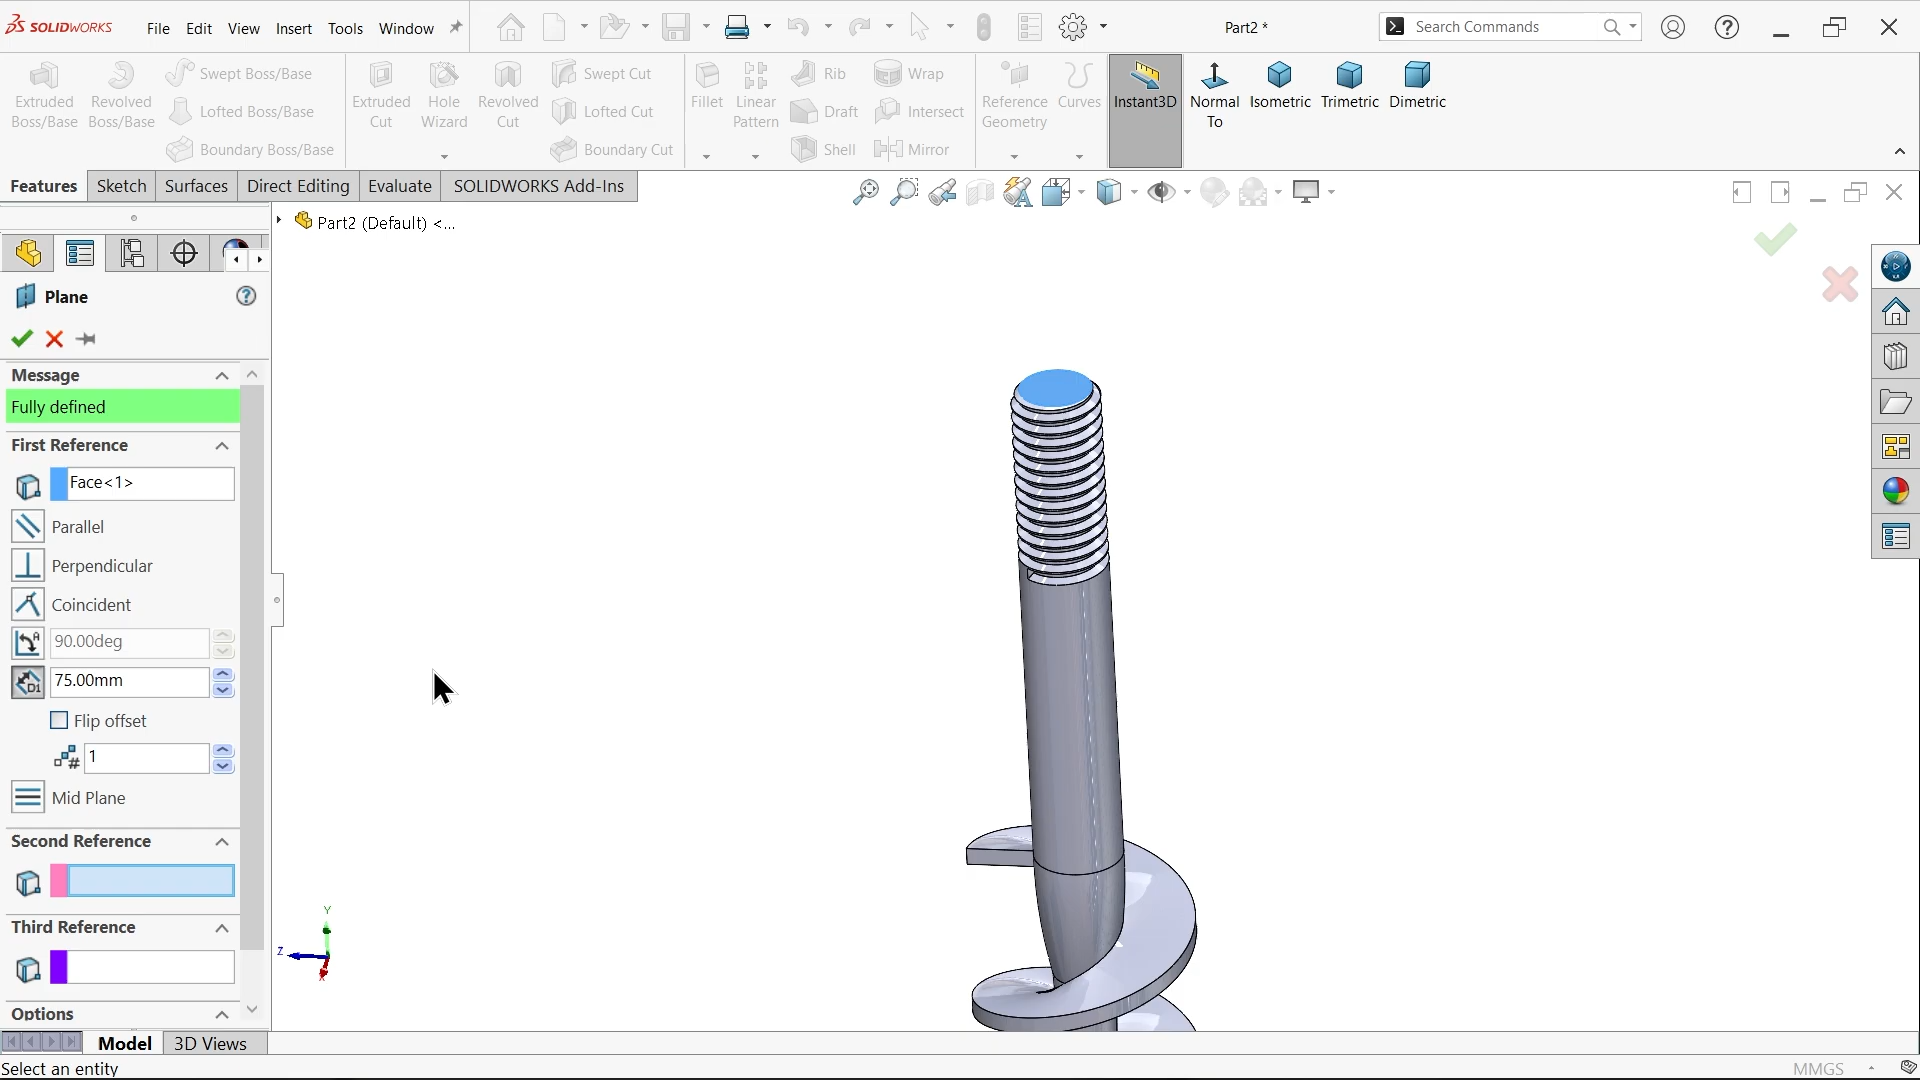 SOLIDWORKS File Edit View Insert Tools Window Part2 * Search Commands
Extruded Boss/Base
Revolved Boss/Base
Swept Boss/Base
Lofted Boss/Base
Boundary Boss/Base
Extruded Cut
Hole Wizard
Revolved Cut
Swept Cut
Lofted Cut
Boundary Cut
Fillet
Linear Pattern
Rib
Draft
Shell
Wrap
Intersect
Mirror
Reference Geometry
Curves
Instant3D
Normal To
Isometric
Trimetric
Dimetric
Features Sketch Surfaces Direct Editing Evaluate SOLIDWORKS Add-Ins
Part2 (Default) <...
Plane
Message
Fully defined
First Reference
Face<1>
Parallel
Perpendicular
Coincident
90.00deg
75.00mm
Flip offset
1
Mid Plane
Second Reference
Third Reference
Options
Y
Z
X
Model 3D Views
Select an entity
MMGS